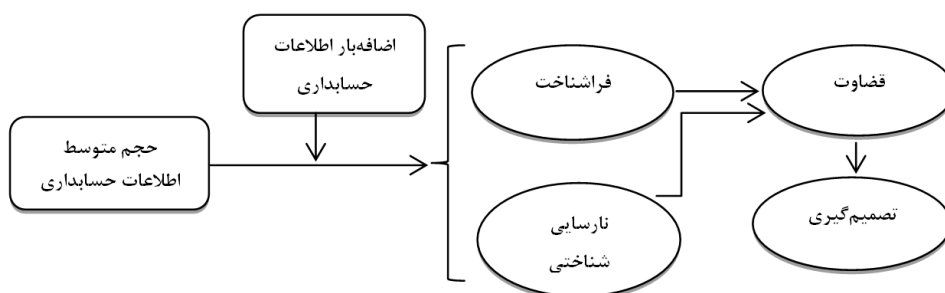 اضافه‌بار اطلاعات
حسابداری
حجم متوسط
اطلاعات حسابداری
فراشناخت
نارسایی
شناختی
قضاوت
تصمیم‌گیری